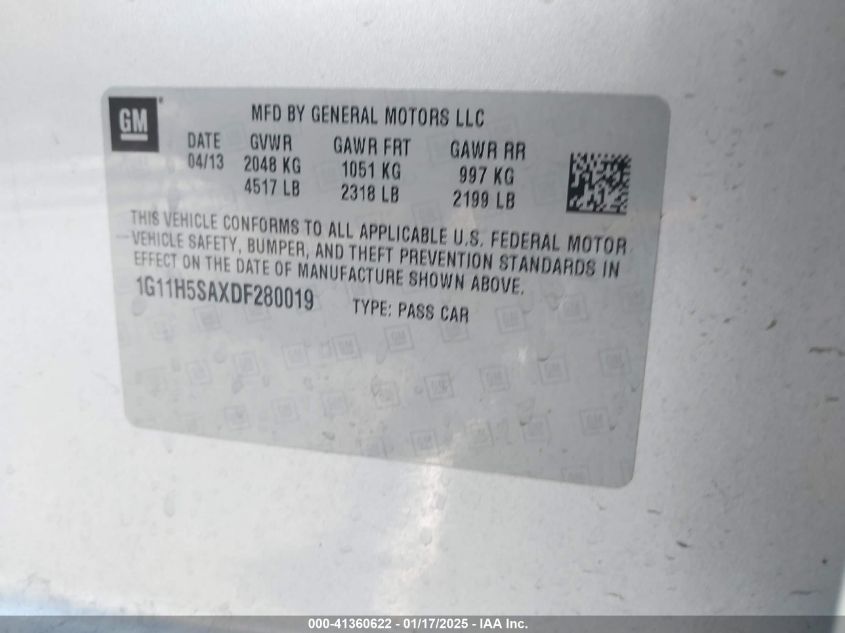 GM
MFD BY GENERAL MOTORS LLC
DATE GVWR GAWR FRT GAWR RR
04/13 2048 KG 1051 KG 997 KG
4517 LB 2318 LB 2199 LB
THIS VEHICLE CONFORMS TO ALL APPLICABLE U.S. FEDERAL MOTOR
VEHICLE SAFETY, BUMPER, AND THEFT PREVENTION STANDARDS IN
EFFECT ON THE DATE OF MANUFACTURE SHOWN ABOVE.
1G11H5SAXDF280019 TYPE: PASS CAR
000-41360622 - 01/17/2025 - IAA Inc.